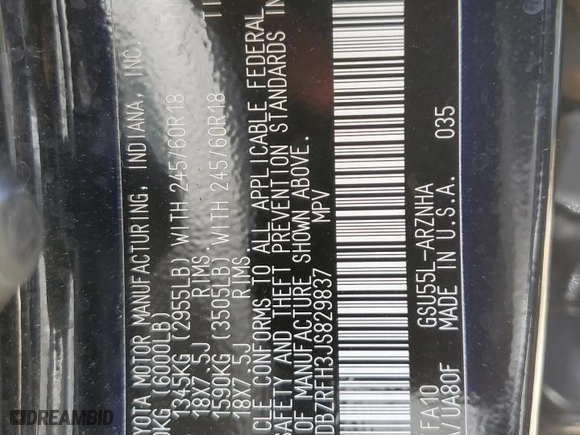 YOTA MOTOR MANUFACTURING, INDIANA, INC.
0KG (6000LB)
1345KG (2955LB) WITH 245/60R18
18X7.5J RIMS.
1590KG (3505LB) WITH 245/60R18
18X7.5J RIMS.
CLE CONFORMS TO ALL APPLICABLE FEDERAL
SAFETY AND THEFT PREVENTION STANDARDS IN
OF MANUFACTURE SHOWN ABOVE.
DBZRFH3JS829837 MPV
FA10 GSU55L-ARZNHA
UA80F MADE IN U.S.A. 035
DREAMBID